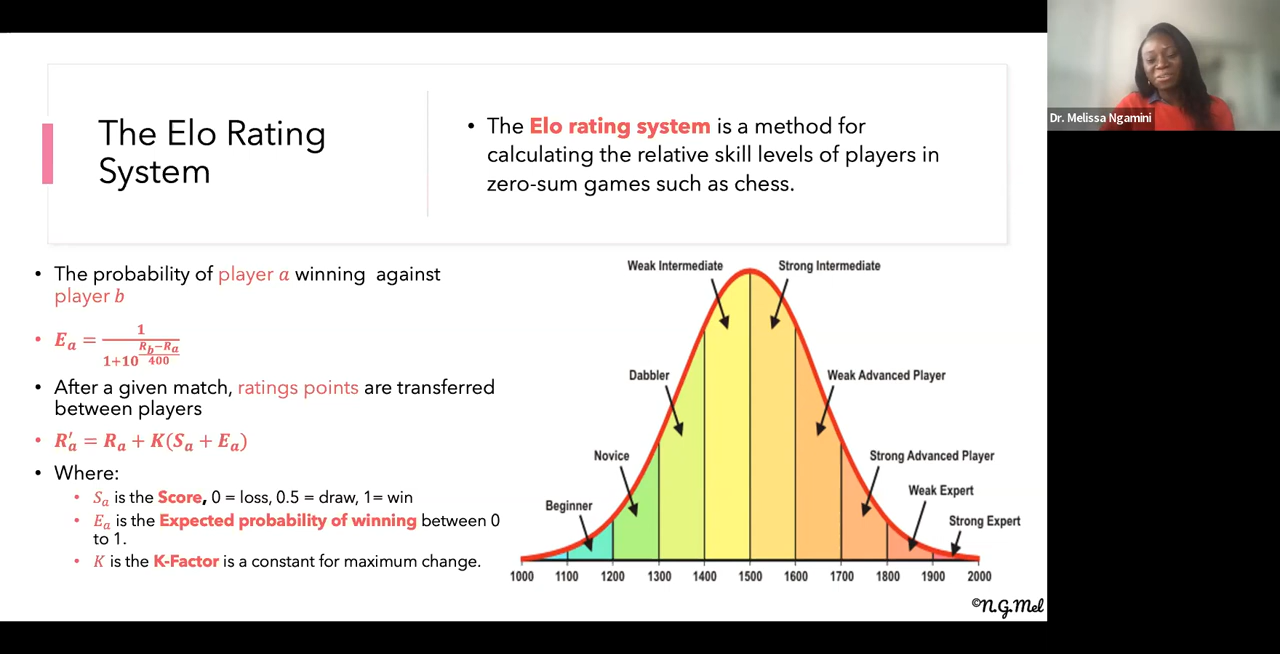 The Elo Rating
System
• The Elo rating system is a method for
calculating the relative skill levels of players in
zero-sum games such as chess.
Dr. Melissa Ngamini
• The probability of player a winning against
player b
• E_a = 1/(1+10^((R_b−R_a)/400))
• After a given match, ratings points are transferred
between players
• R'_a = R_a + K(S_a + E_a)
• Where:
• S_a is the Score, 0 = loss, 0.5 = draw, 1= win
• E_a is the Expected probability of winning between 0
to 1.
• K is the K-Factor is a constant for maximum change.
Weak Intermediate
Strong Intermediate
Dabbler
Weak Advanced Player
Novice
Strong Advanced Player
Weak Expert
Beginner
Strong Expert
1000 1100 1200 1300 1400 1500 1600 1700 1800 1900 2000
©N.G.Mel